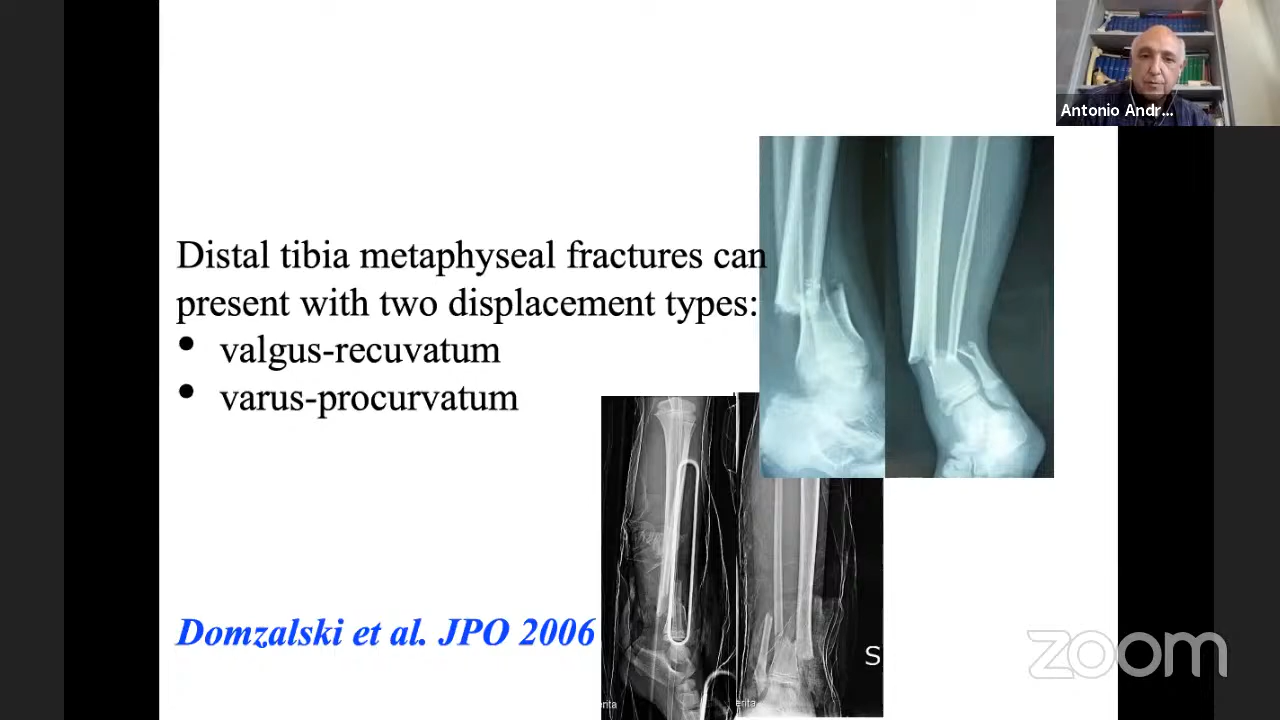 Antonio Andr...
Distal tibia metaphyseal fractures can
present with two displacement types:
• valgus-recuvatum
• varus-procurvatum
Domzalski et al. JPO 2006
S
erita
zoom